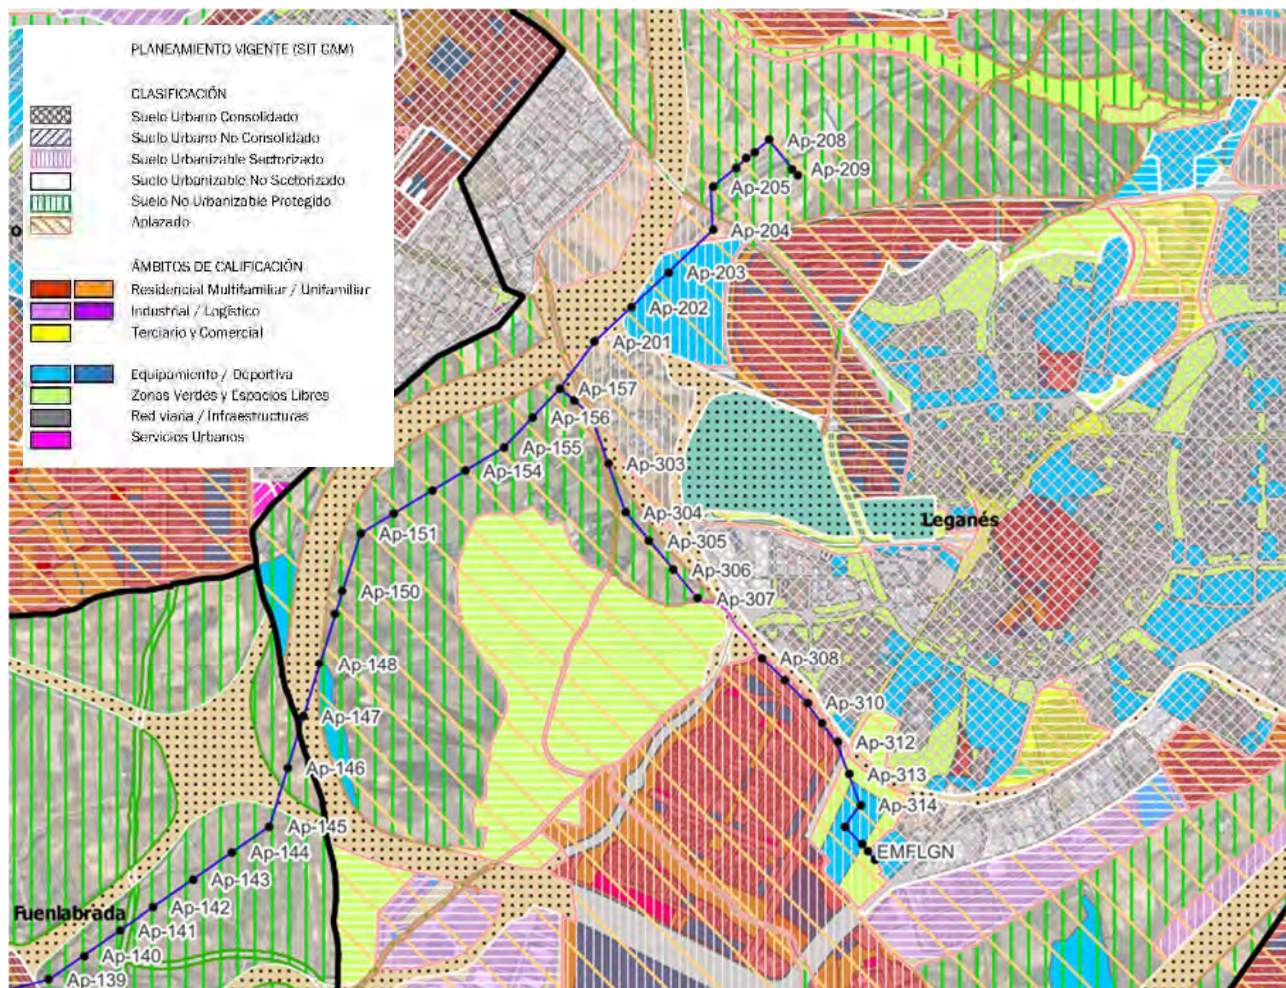 PLANEAMIENTO VIGENTE (SIT CAM)
CLASIFICACIÓN
Suelo Urbano Consolidado
Suelo Urbano No Consolidado
Suelo Urbanizable Sectorizado
Suelo Urbanizable No Sectorizado
Suelo No Urbanizable Protegido
Aplazado
ÁMBITOS DE CALIFICACIÓN
Residencial Multifamiliar / Unifamiliar
Industrial / Logístico
Terciario y Comercial
Equipamiento / Deportiva
Zonas Verdes y Espacios Libres
Red viaria / Infraestructuras
Servicios Urbanos
Ap-208
Ap-209
Ap-205
Ap-204
Ap-203
Ap-202
Ap-201
Ap-157
Ap-156
Ap-155
Ap-154
Ap-303
Ap-304
Leganés
Ap-151
Ap-305
Ap-306
Ap-150
Ap-307
Ap-148
Ap-308
Ap-147
Ap-310
Ap-312
Ap-146
Ap-313
Ap-314
Ap-145
Ap-144
EMFLGN
Ap-143
Ap-142
Fuenlabrada
Ap-141
Ap-140
Ap-139